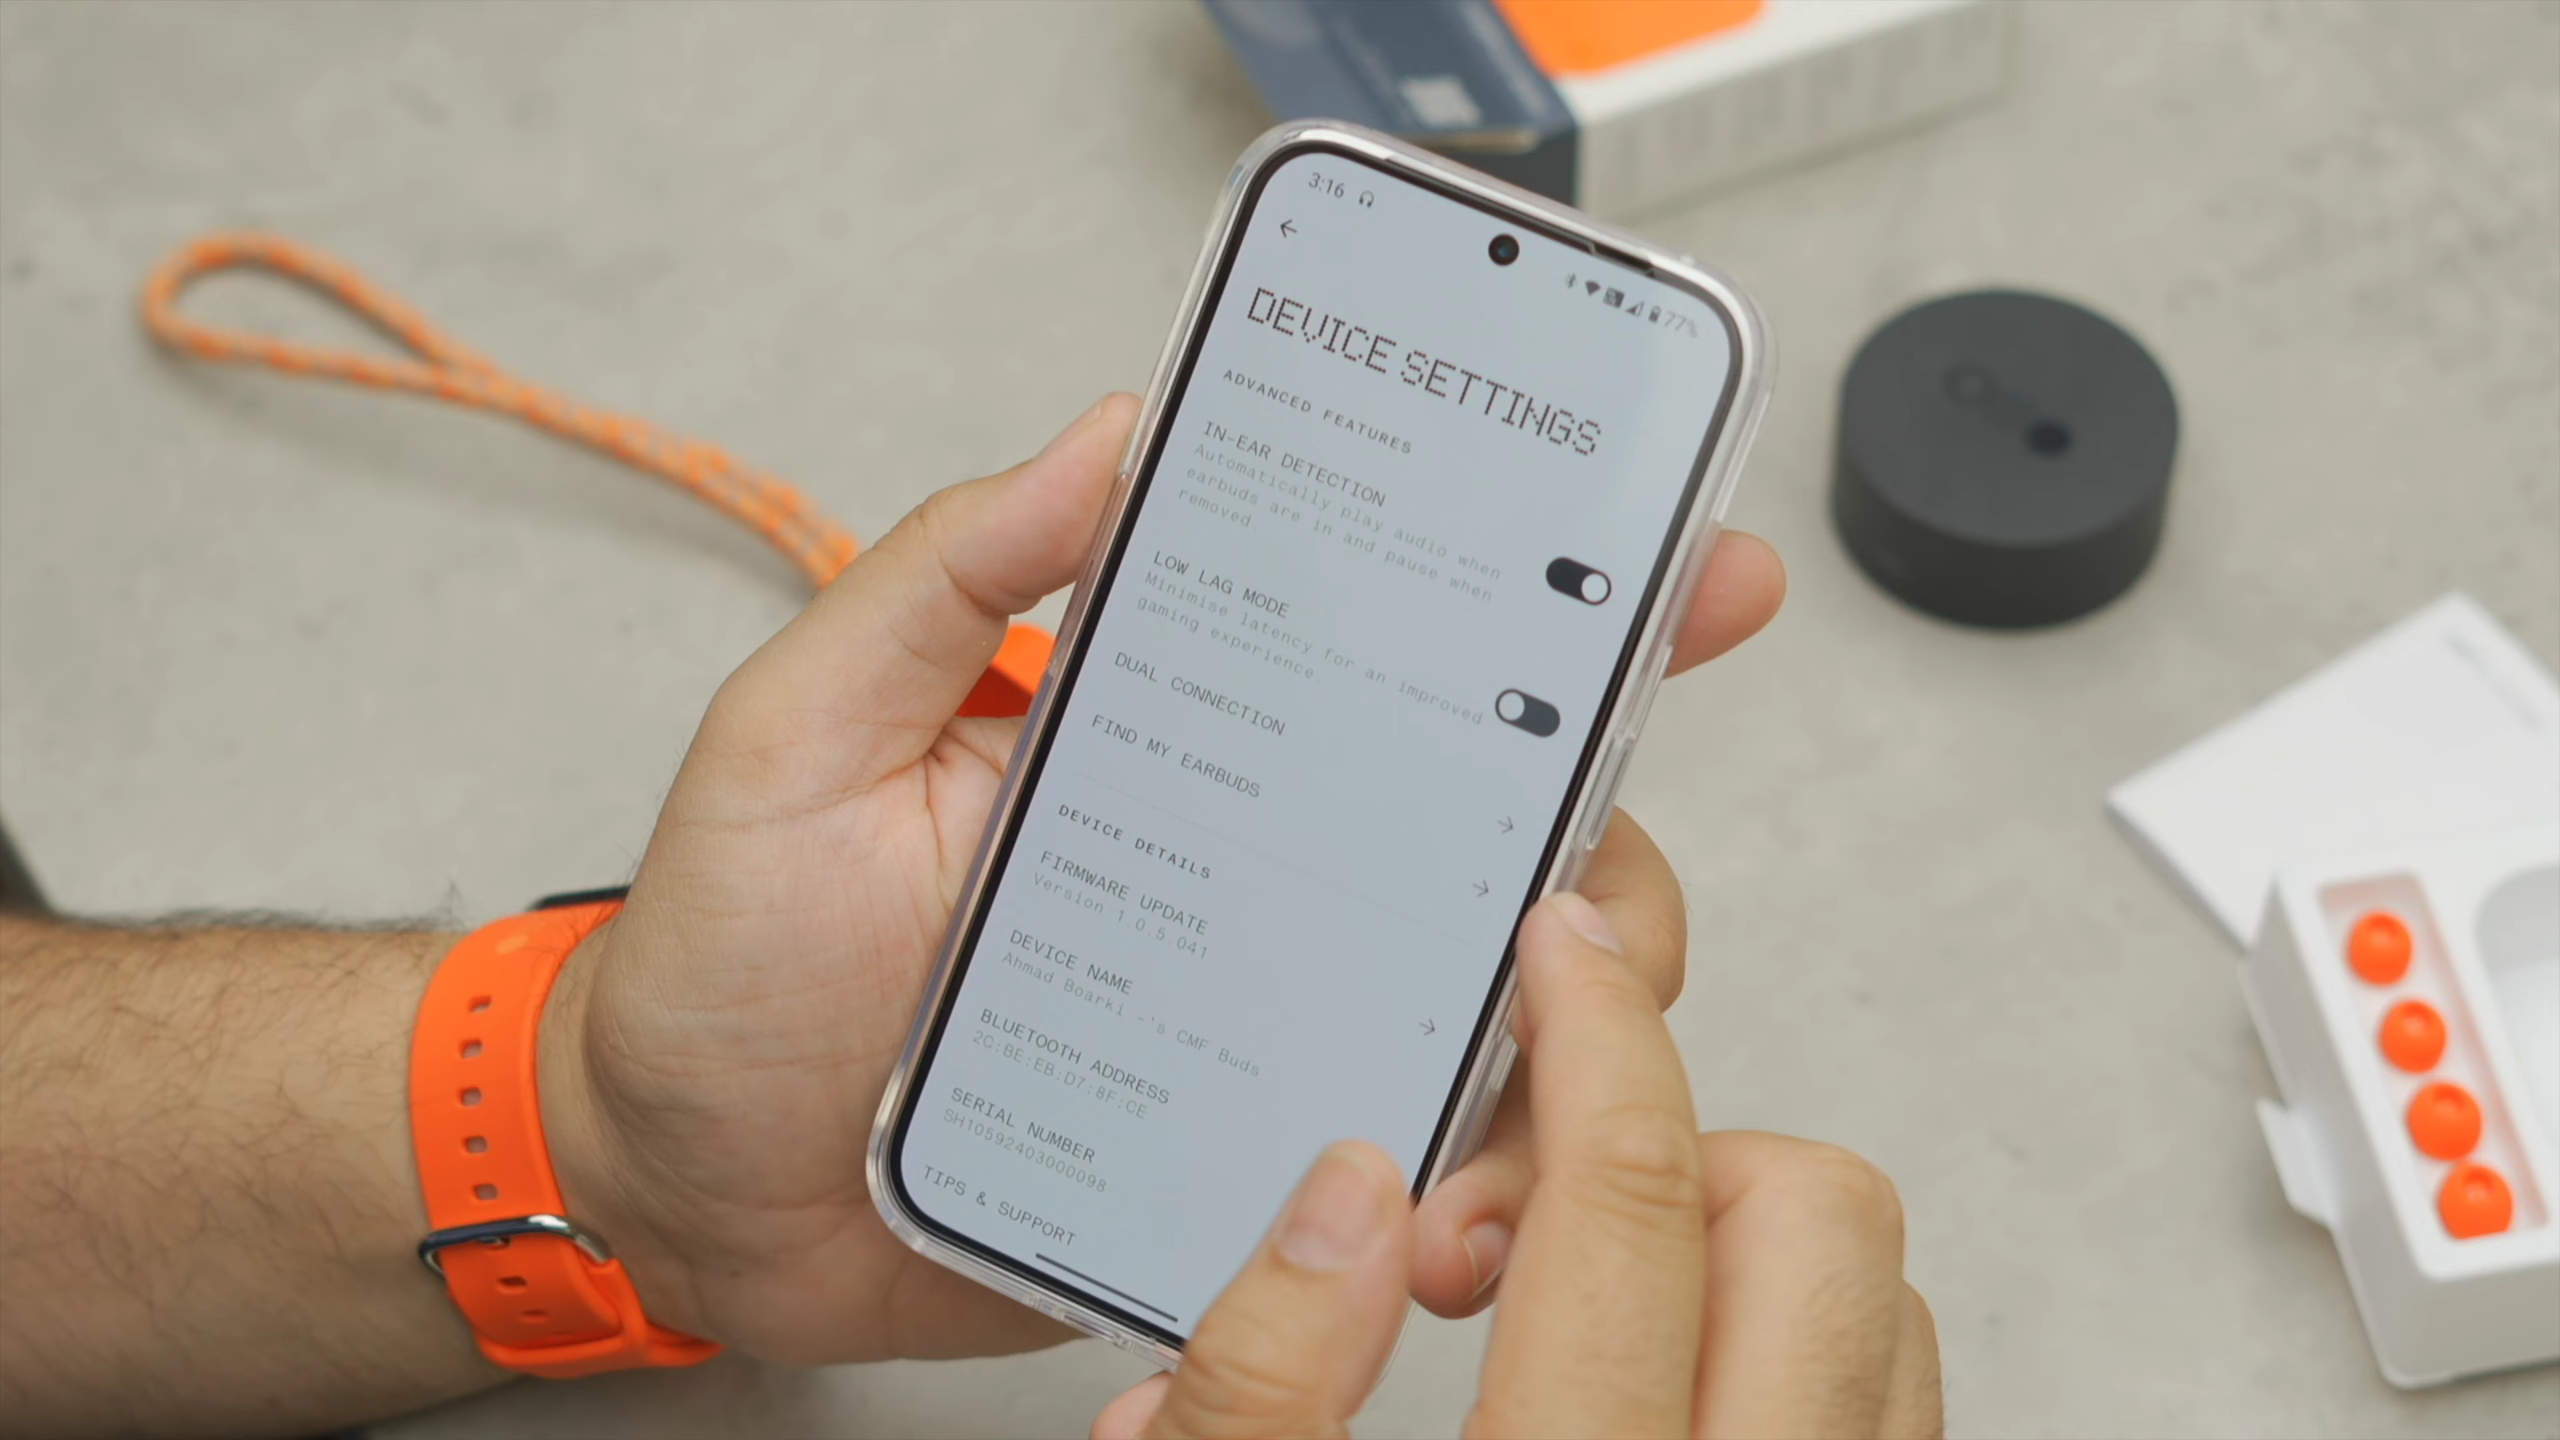 3:16
77%
DEVICE SETTINGS
ADVANCED FEATURES
IN-EAR DETECTION
Automatically play audio when
earbuds are in and pause when
removed.
LOW LAG MODE
Minimise latency for an improved
gaming experience.
DUAL CONNECTION
FIND MY EARBUDS
DEVICE DETAILS
FIRMWARE UPDATE
Version 1.0.5.041
DEVICE NAME
Ahmad Boarki -'s CMF Buds
BLUETOOTH ADDRESS
2C:BE:EB:D7:8F:CE
SERIAL NUMBER
SH10592403000098
TIPS & SUPPORT